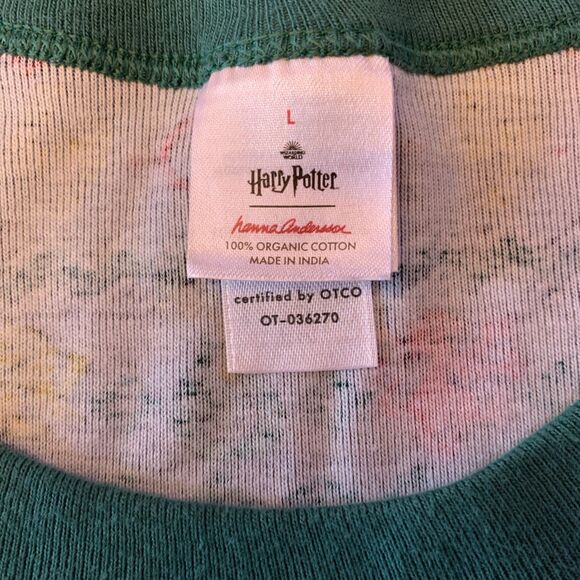 L
WIZARDING
WORLD
Harry Potter
hanna Andersson
100% ORGANIC COTTON
MADE IN INDIA
certified by OTCO
OT-036270